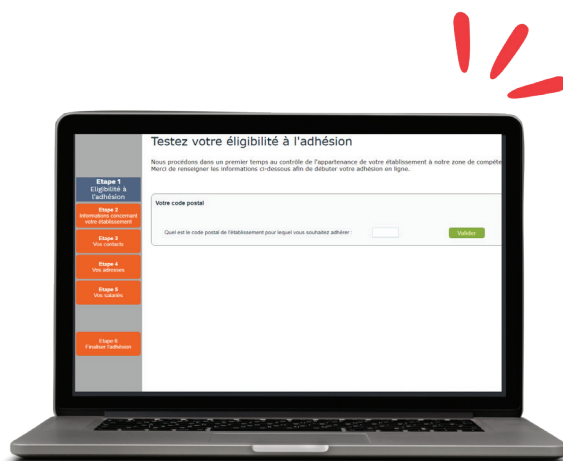 Testez votre éligibilité à l'adhésion
Nous procédons dans un premier temps au contrôle de l'appartenance de votre établissement à notre zone de compéte
Merci de renseigner les informations ci-dessous afin de débuter votre adhésion en ligne.
Etape 1
Eligibilité à
l'adhésion
Etape 2
Informations concernant
votre établissement
Etape 3
Vos contacts
Etape 4
Vos adresses
Etape 5
Vos salariés
Etape 6
Finaliser l'adhésion
Votre code postal
Quel est le code postal de l'établissement pour lequel vous souhaitez adhérer :
Valider